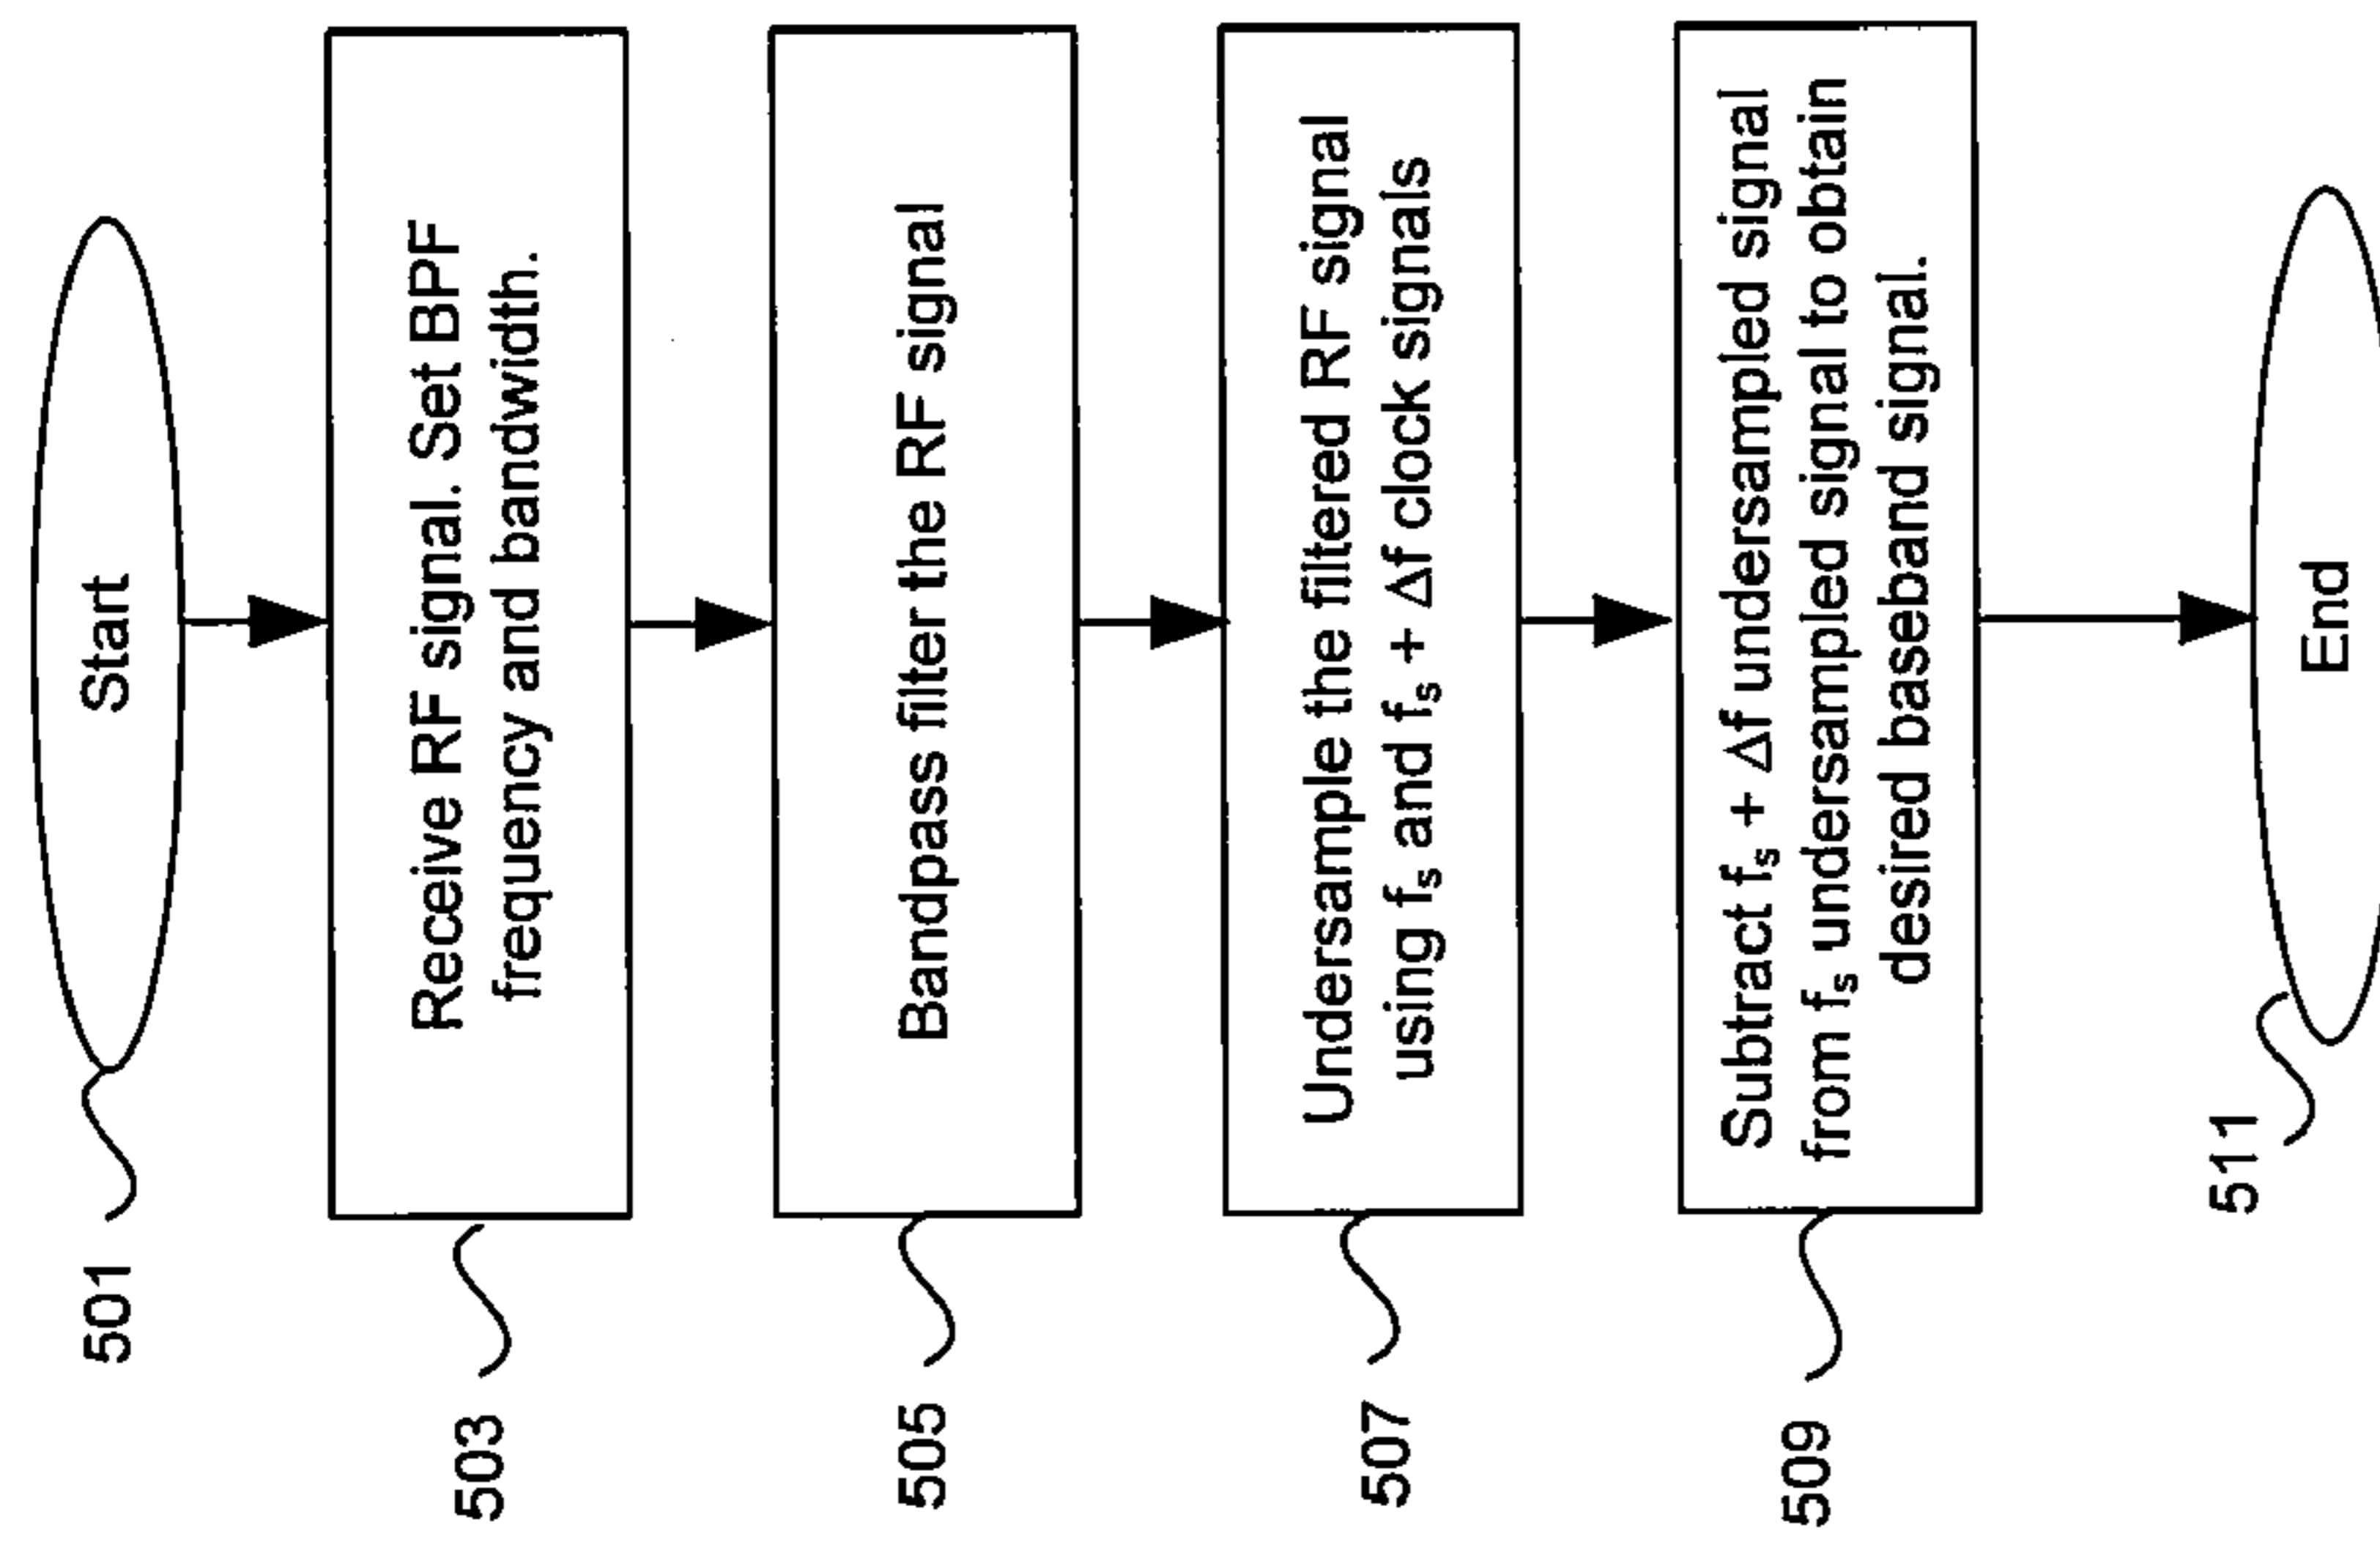 501
Start
503
Receive RF signal. Set BPF
frequency and bandwidth.
505
Bandpass filter the RF signal
507
Undersample the filtered RF signal
using fₛ and fₛ + Δf clock signals
509
Subtract fₛ + Δf undersampled signal
from fₛ undersampled signal to obtain
desired baseband signal.
511
End